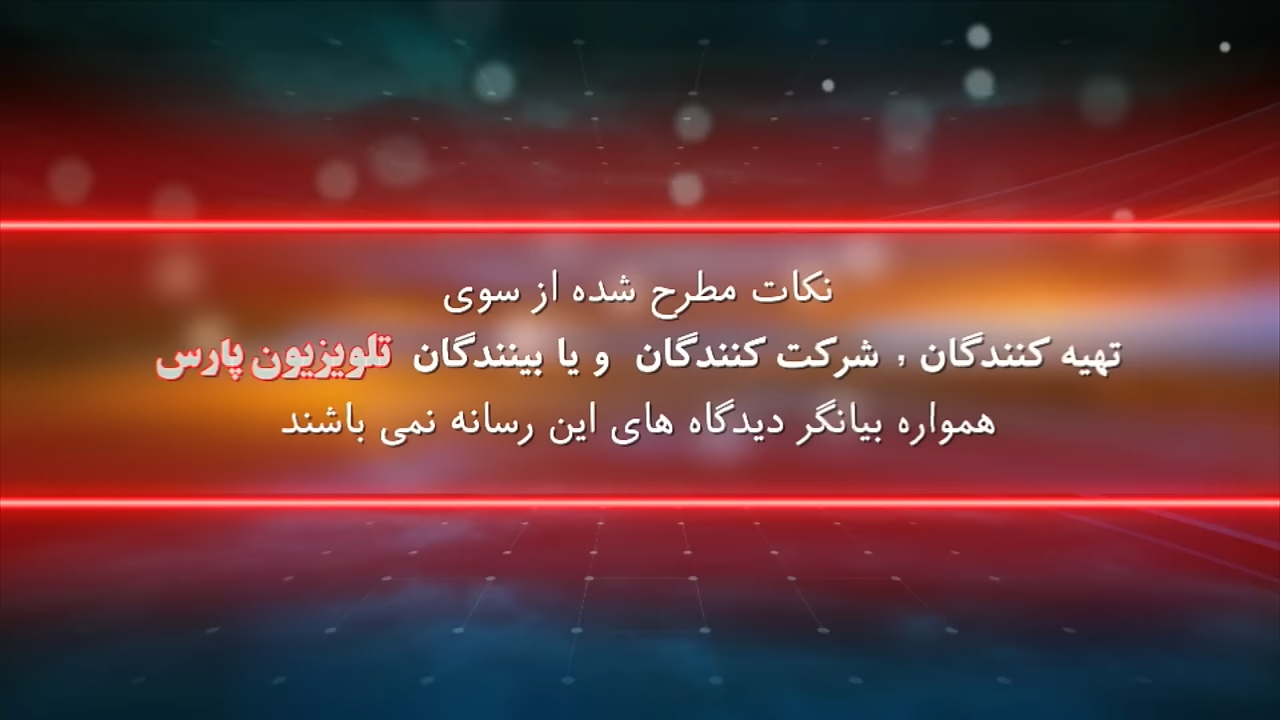 نکات مطرح شده از سوی
تهیه کنندگان , شرکت کنندگان و یا بینندگان تلویزیون پارس
همواره بیانگر دیدگاه های این رسانه نمی باشند